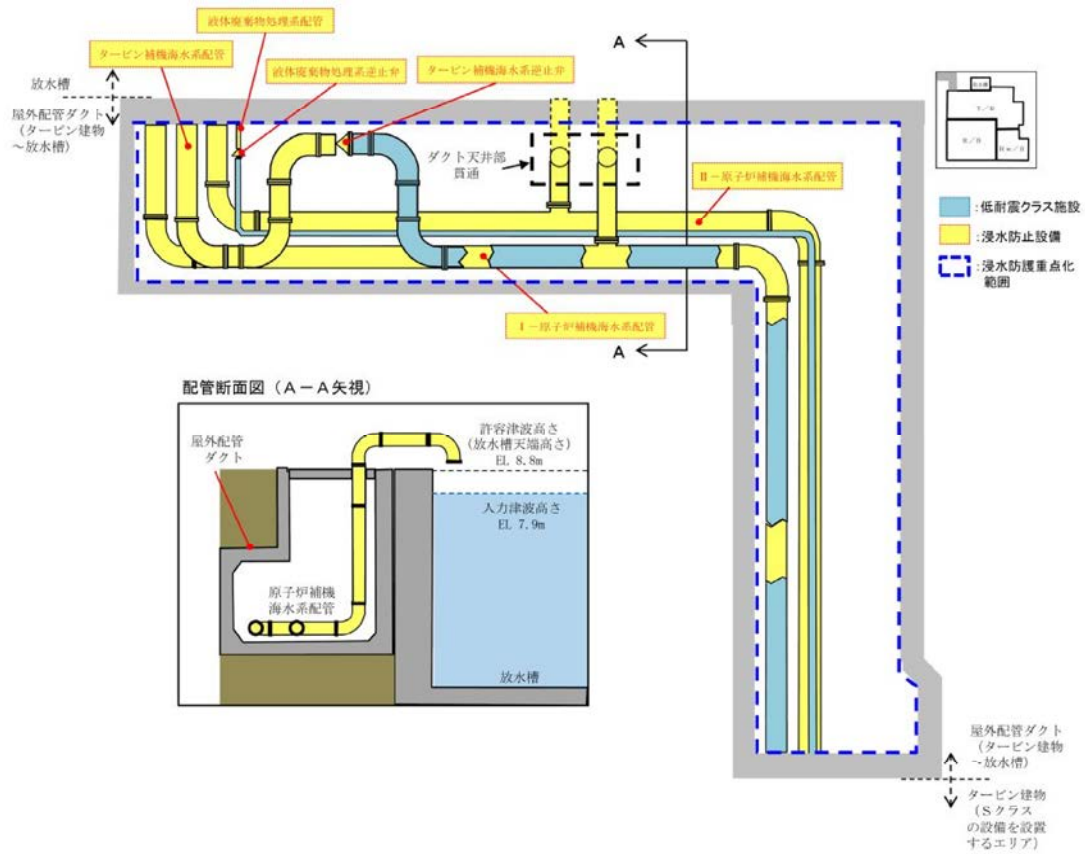 液体廃棄物処理系配管
タービン補機海水系配管
液体廃棄物処理系逆止弁
タービン補機海水系逆止弁
A
放水槽
屋外配管ダクト
(タービン建物
～放水槽)
ダクト天井部
貫通
Ⅱ－原子炉補機海水系配管
:低耐震クラス施設
:浸水防止設備
:浸水防護重点化
範囲
Ⅰ－原子炉補機海水系配管
A
配管断面図(A－A矢視)
屋外配管
ダクト
許容津波高さ
(放水槽天端高さ)
EL 8.8m
入力津波高さ
EL 7.9m
原子炉補機
海水系配管
放水槽
屋外配管ダクト
(タービン建物
～放水槽)
タービン建物
(Sクラス
の設備を設置
するエリア)